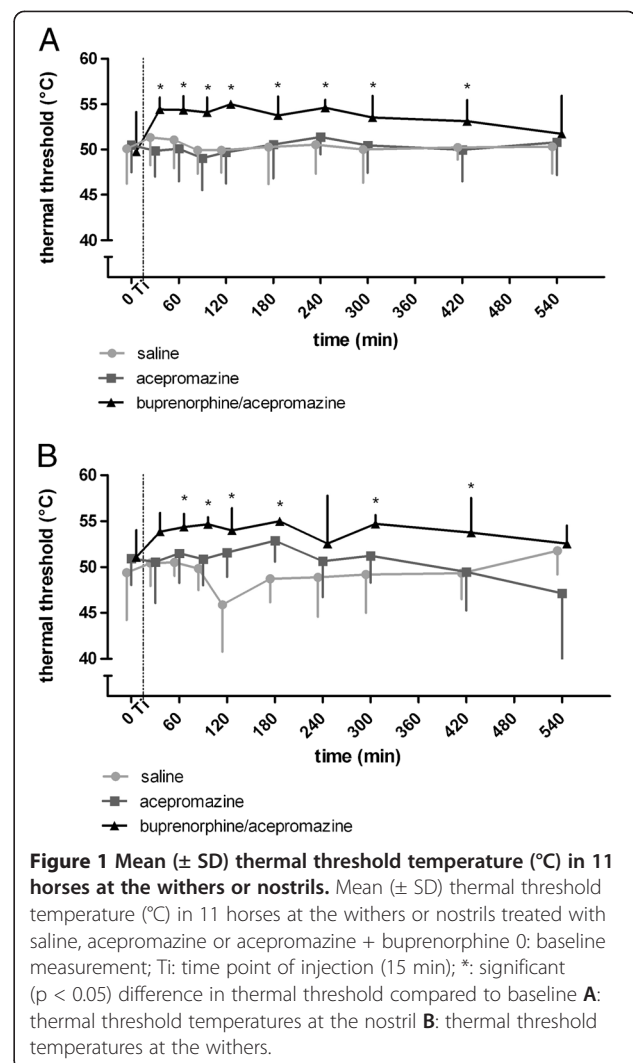 A
60
55
50
45
40
thermal threshold (°C)
* * * * * * * *
0 Ti 60 120 180 240 300 360 420 480 540
time (min)
saline
acepromazine
buprenorphine/acepromazine
B
60
55
50
45
40
thermal threshold (°C)
* * * * * *
0 Ti 60 120 180 240 300 360 420 480 540
time (min)
saline
acepromazine
buprenorphine/acepromazine
Figure 1 Mean (± SD) thermal threshold temperature (°C) in 11
horses at the withers or nostrils. Mean (± SD) thermal threshold
temperature (°C) in 11 horses at the withers or nostrils treated with
saline, acepromazine or acepromazine + buprenorphine 0: baseline
measurement; Ti: time point of injection (15 min); *: significant
(p < 0.05) difference in thermal threshold compared to baseline A:
thermal threshold temperatures at the nostril B: thermal threshold
temperatures at the withers.